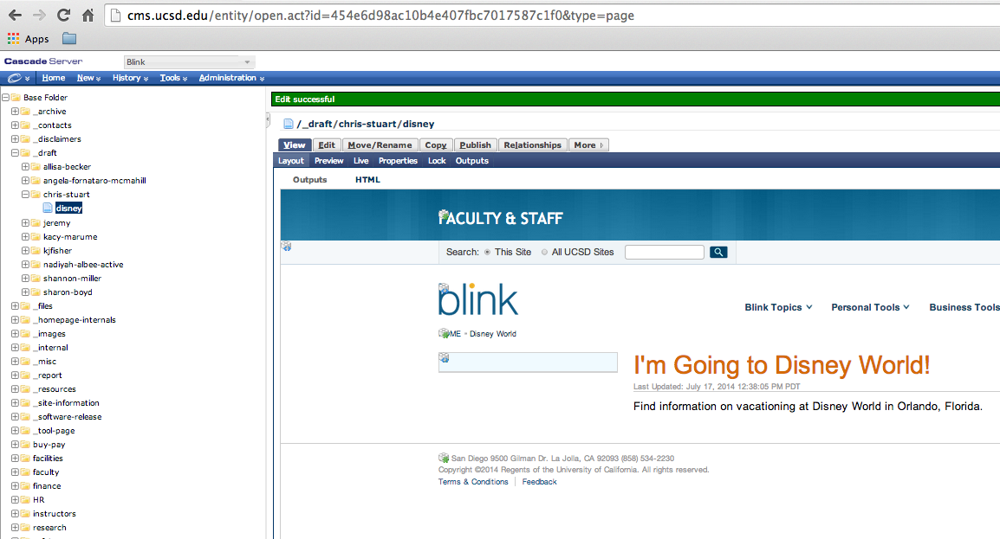 cms.ucsd.edu/entity/open.act?id=454e6d98ac10b4e407fbc7017587c1f0&type=page
Apps
Cascade Server Blink
Home New History Tools Administration
Base Folder
_archive
_contacts
_disclaimers
_draft
allisa-becker
angela-fornataro-mcmahill
chris-stuart
disney
jeremy
kacy-marume
kjfisher
nadiyah-albee-active
shannon-miller
sharon-boyd
_files
_homepage-internals
_images
_internal
_misc
_report
_resources
_site-information
_software-release
_tool-page
buy-pay
facilities
faculty
finance
HR
instructors
research
Edit successful
/_draft/chris-stuart/disney
View Edit Move/Rename Copy Publish Relationships More
Layout Preview Live Properties Lock Outputs
Outputs HTML
FACULTY & STAFF
Search: This Site All UCSD Sites
blink
Blink Topics Personal Tools Business Tools
ME - Disney World
I'm Going to Disney World!
Last Updated: July 17, 2014 12:38:05 PM PDT
Find information on vacationing at Disney World in Orlando, Florida.
San Diego 9500 Gilman Dr. La Jolla, CA 92093 (858) 534-2230
Copyright ©2014 Regents of the University of California. All rights reserved.
Terms & Conditions Feedback